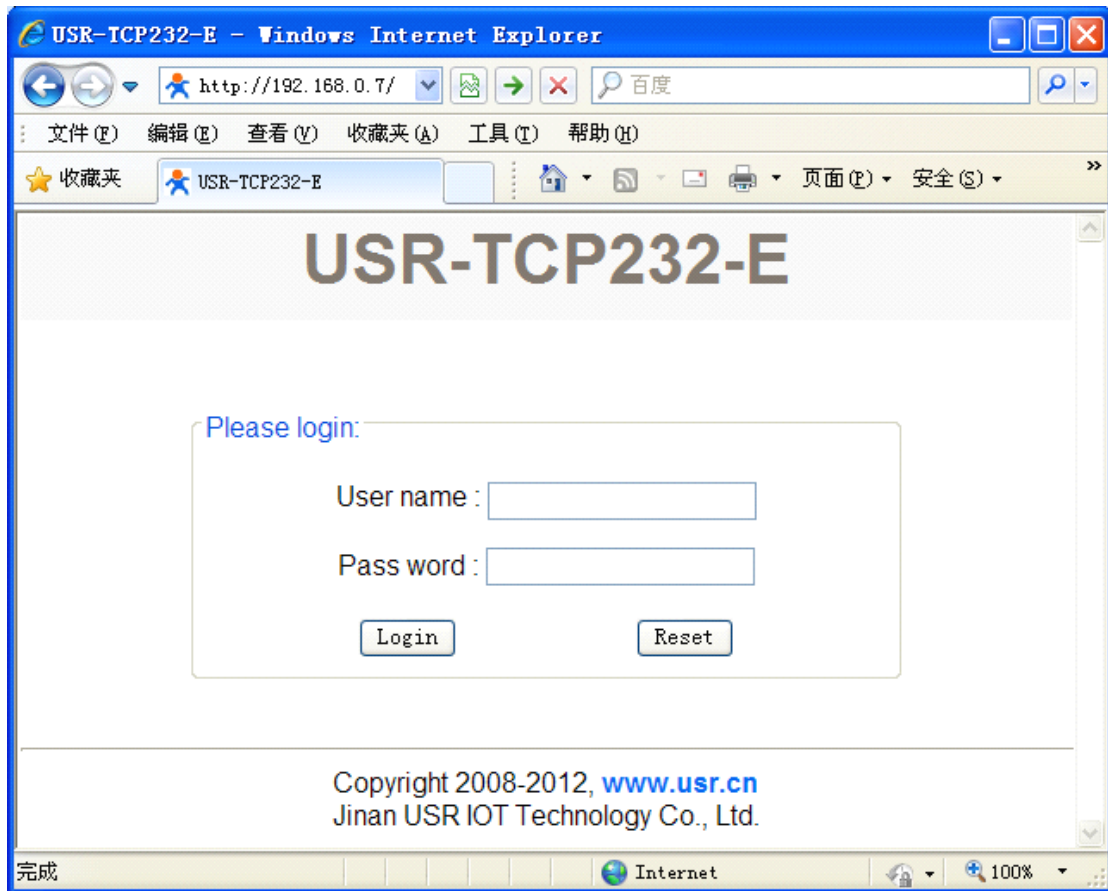 USR-TCP232-E - Windows Internet Explorer
http://192.168.0.7/ 百度
文件(F) 编辑(E) 查看(V) 收藏夹(A) 工具(T) 帮助(H)
收藏夹 USR-TCP232-E 页面(P) 安全(S) »
USR-TCP232-E
Please login:
User name :
Pass word :
Login Reset
Copyright 2008-2012, www.usr.cn
Jinan USR IOT Technology Co., Ltd.
完成 Internet 100%